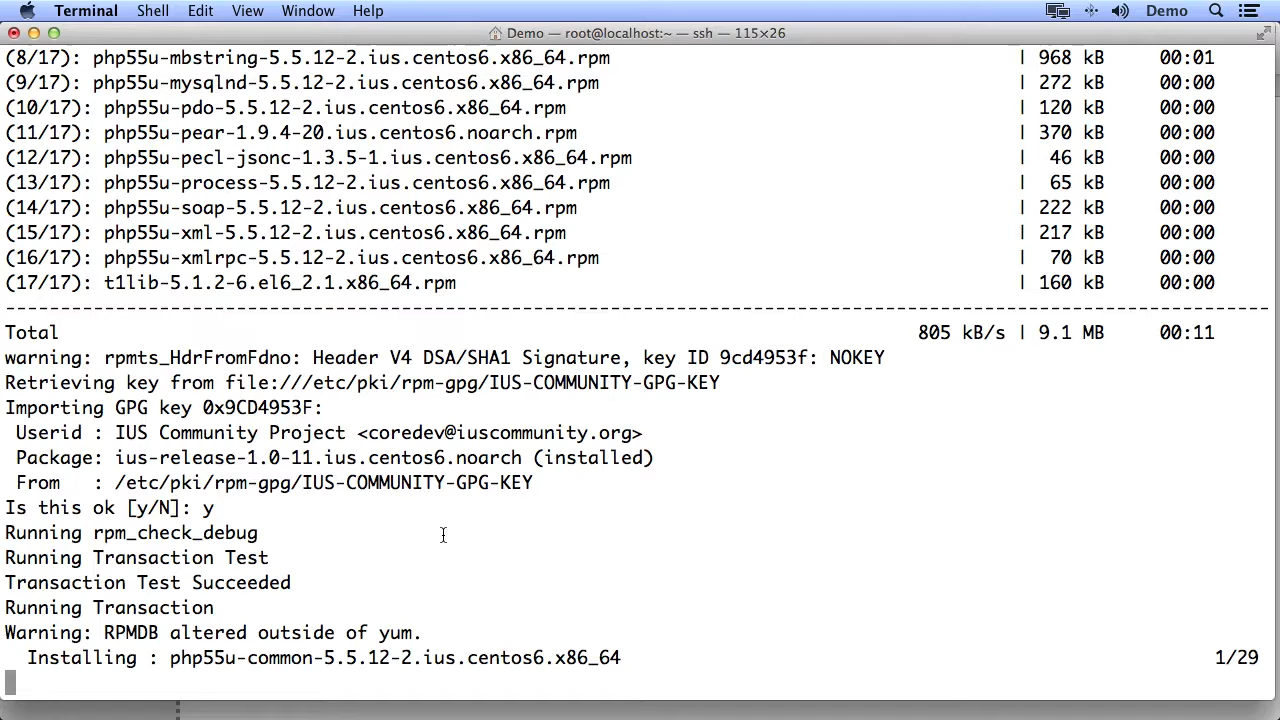 Terminal Shell Edit View Window Help Demo
Demo — root@localhost:~ — ssh — 115×26
(8/17): php55u-mbstring-5.5.12-2.ius.centos6.x86_64.rpm | 968 kB 00:01
(9/17): php55u-mysqlnd-5.5.12-2.ius.centos6.x86_64.rpm | 272 kB 00:00
(10/17): php55u-pdo-5.5.12-2.ius.centos6.x86_64.rpm | 120 kB 00:00
(11/17): php55u-pear-1.9.4-20.ius.centos6.noarch.rpm | 370 kB 00:00
(12/17): php55u-pecl-jsonc-1.3.5-1.ius.centos6.x86_64.rpm | 46 kB 00:00
(13/17): php55u-process-5.5.12-2.ius.centos6.x86_64.rpm | 65 kB 00:00
(14/17): php55u-soap-5.5.12-2.ius.centos6.x86_64.rpm | 222 kB 00:00
(15/17): php55u-xml-5.5.12-2.ius.centos6.x86_64.rpm | 217 kB 00:00
(16/17): php55u-xmlrpc-5.5.12-2.ius.centos6.x86_64.rpm | 70 kB 00:00
(17/17): t1lib-5.1.2-6.el6_2.1.x86_64.rpm | 160 kB 00:00
-------------------------------------------------------------------------------------------------------------------
Total 805 kB/s | 9.1 MB 00:11
warning: rpmts_HdrFromFdno: Header V4 DSA/SHA1 Signature, key ID 9cd4953f: NOKEY
Retrieving key from file:///etc/pki/rpm-gpg/IUS-COMMUNITY-GPG-KEY
Importing GPG key 0x9CD4953F:
Userid : IUS Community Project <coredev@iuscommunity.org>
Package: ius-release-1.0-11.ius.centos6.noarch (installed)
From : /etc/pki/rpm-gpg/IUS-COMMUNITY-GPG-KEY
Is this ok [y/N]: y
Running rpm_check_debug
Running Transaction Test
Transaction Test Succeeded
Running Transaction
Warning: RPMDB altered outside of yum.
Installing : php55u-common-5.5.12-2.ius.centos6.x86_64 1/29